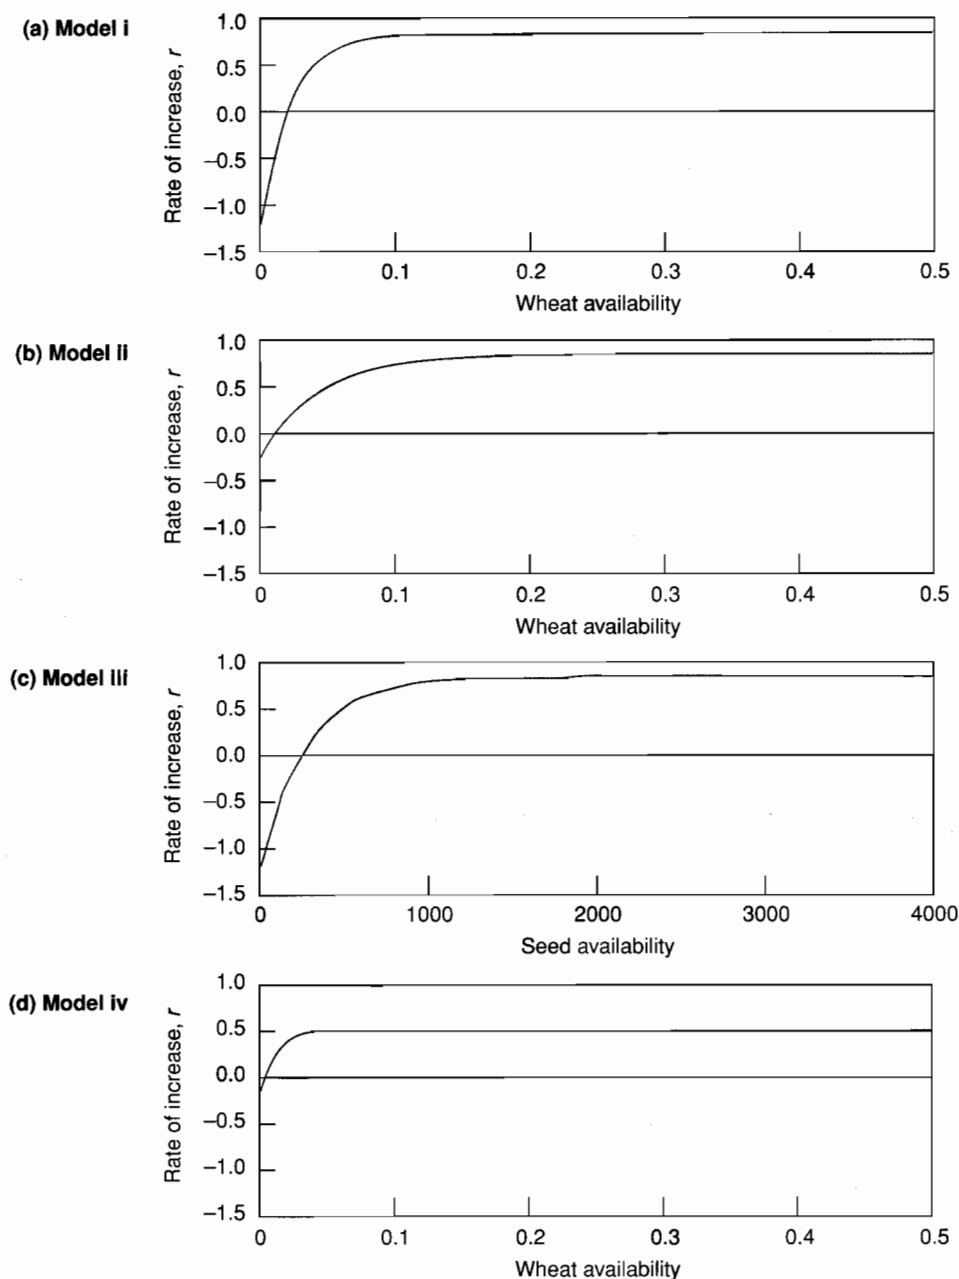 (a) Model i
Rate of increase, r
1.0
0.5
0.0
–0.5
–1.0
–1.5
0 0.1 0.2 0.3 0.4 0.5
Wheat availability
(b) Model ii
Rate of increase, r
1.0
0.5
0.0
–0.5
–1.0
–1.5
0 0.1 0.2 0.3 0.4 0.5
Wheat availability
(c) Model iii
Rate of increase, r
1.0
0.5
0.0
–0.5
–1.0
–1.5
0 1000 2000 3000 4000
Seed availability
(d) Model iv
Rate of increase, r
1.0
0.5
0.0
–0.5
–1.0
–1.5
0 0.1 0.2 0.3 0.4 0.5
Wheat availability